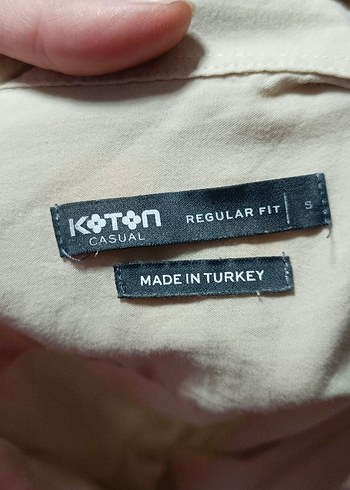 KOTON REGULAR FIT S
CASUAL
MADE IN TURKEY